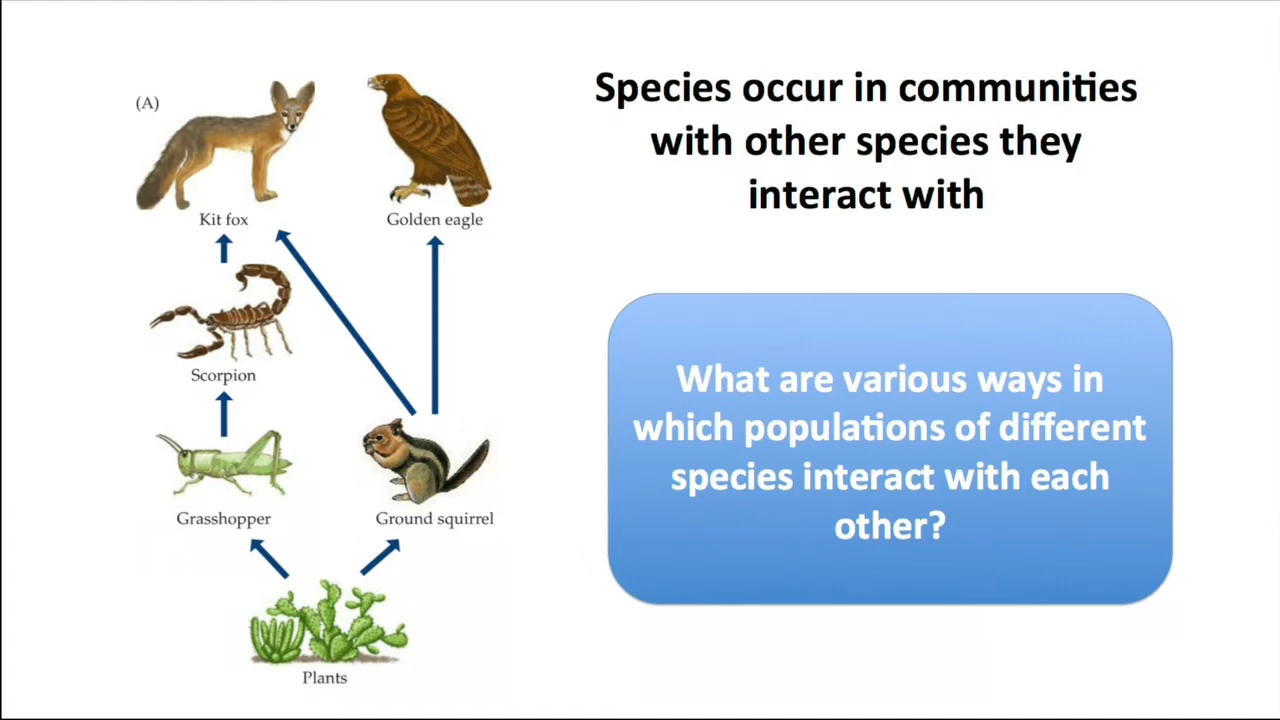 (A)
Kit fox
Golden eagle
Scorpion
Grasshopper
Ground squirrel
Plants
Species occur in communities
with other species they
interact with
What are various ways in
which populations of different
species interact with each
other?